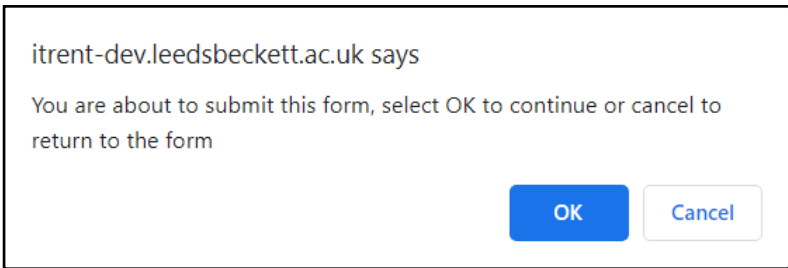 itrent-dev.leedsbeckett.ac.uk says
You are about to submit this form, select OK to continue or cancel to
return to the form
OK Cancel